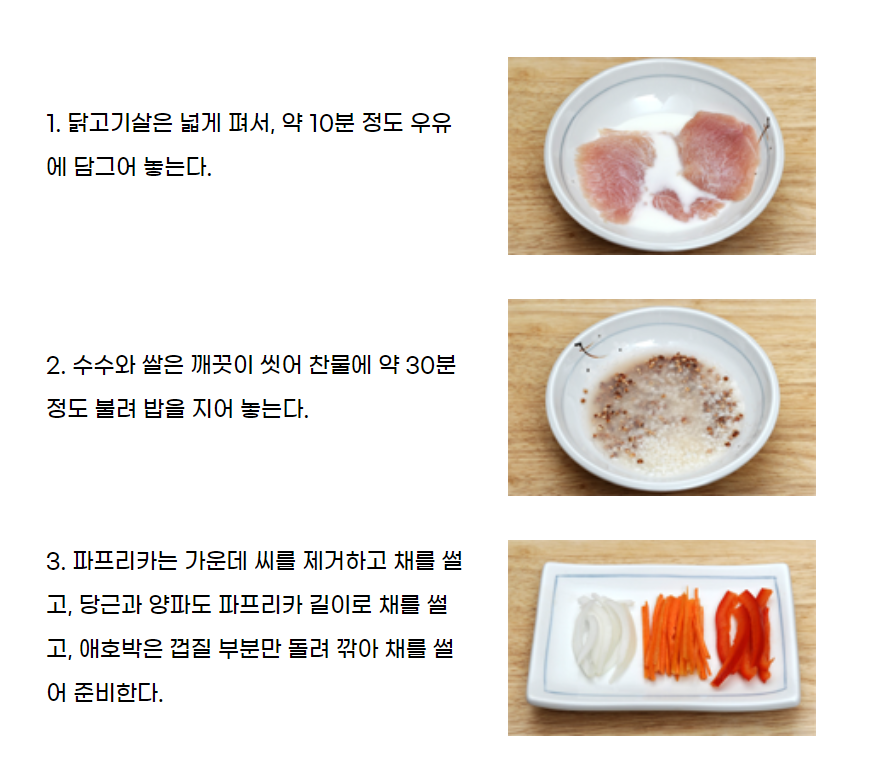 1. 닭고기살은 넓게 펴서, 약 10분 정도 우유
에 담그어 놓는다.
2. 수수와 쌀은 깨끗이 씻어 찬물에 약 30분
정도 불려 밥을 지어 놓는다.
3. 파프리카는 가운데 씨를 제거하고 채를 썰
고, 당근과 양파도 파프리카 길이로 채를 썰
고, 애호박은 껍질 부분만 돌려 깎아 채를 썰
어 준비한다.